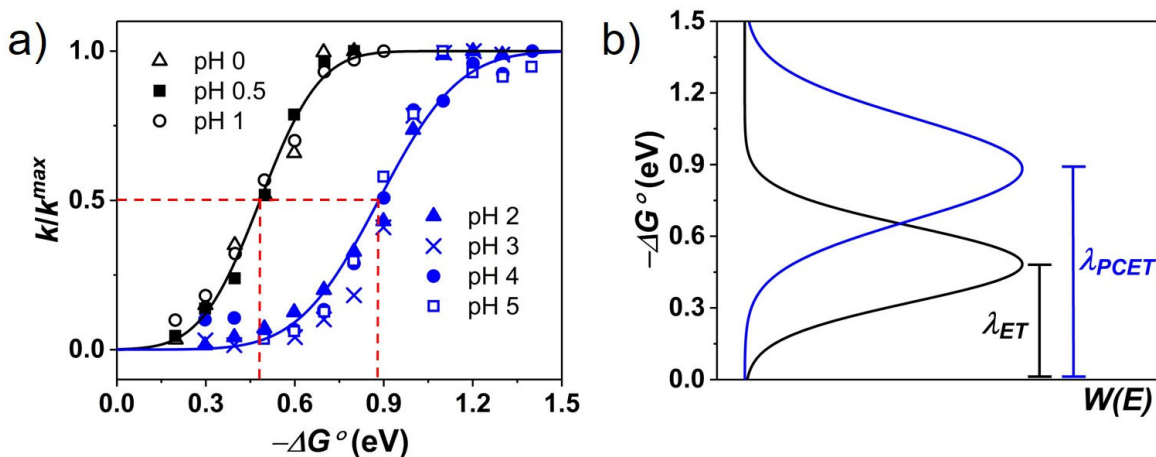 a)
pH 0
pH 0.5
pH 1
k/k^max
1.0
0.5
0.0
pH 2
pH 3
pH 4
pH 5
0.0 0.3 0.6 0.9 1.2 1.5
−ΔG° (eV)
b)
−ΔG° (eV)
1.5
1.2
0.9
0.6
0.3
0.0
λPCET
λET
W(E)